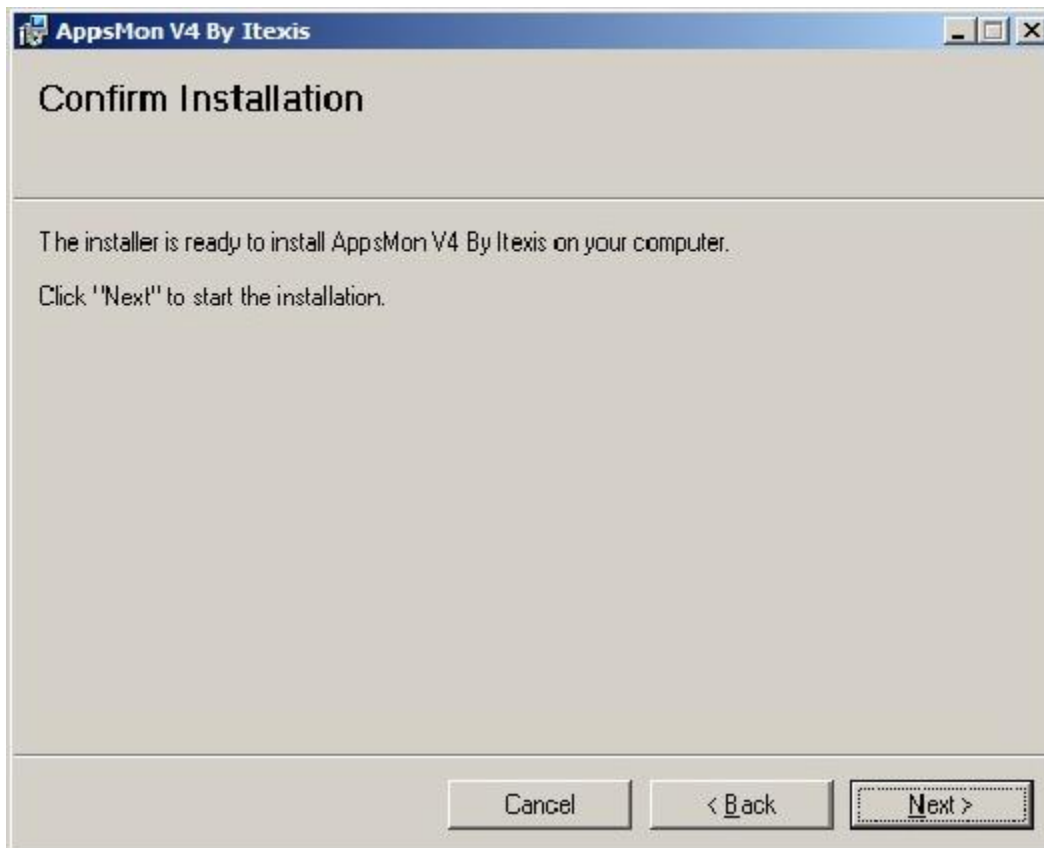 AppsMon V4 By Itexis
Confirm Installation
The installer is ready to install AppsMon V4 By Itexis on your computer.
Click "Next" to start the installation.
Cancel
< Back
Next >